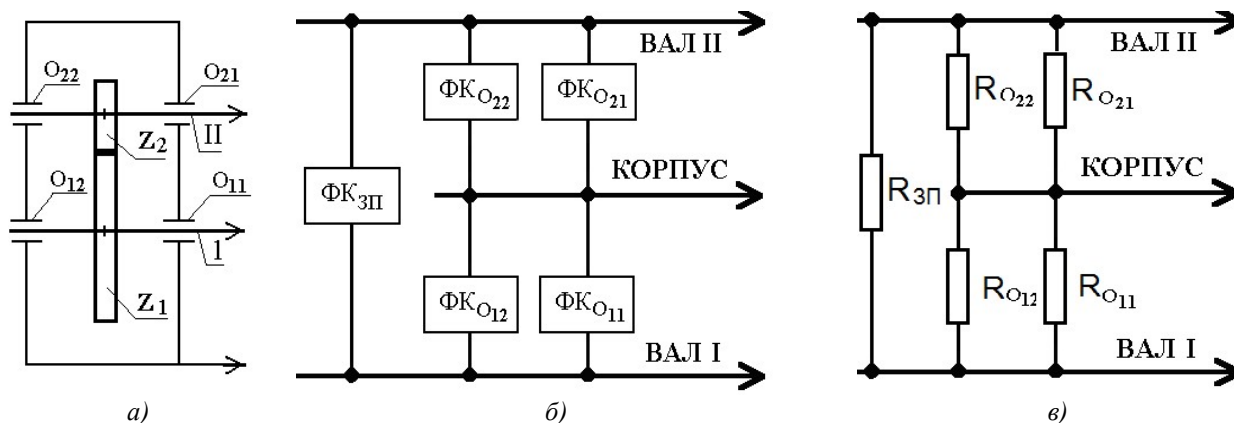 O22
O21
II
Z2
O12
O11
1
Z1
а)
ВАЛ II
ФКO22
ФКO21
КОРПУС
ФКЗП
ФКO12
ФКO11
ВАЛ I
б)
ВАЛ II
RO22
RO21
КОРПУС
RЗП
RO12
RO11
ВАЛ I
в)